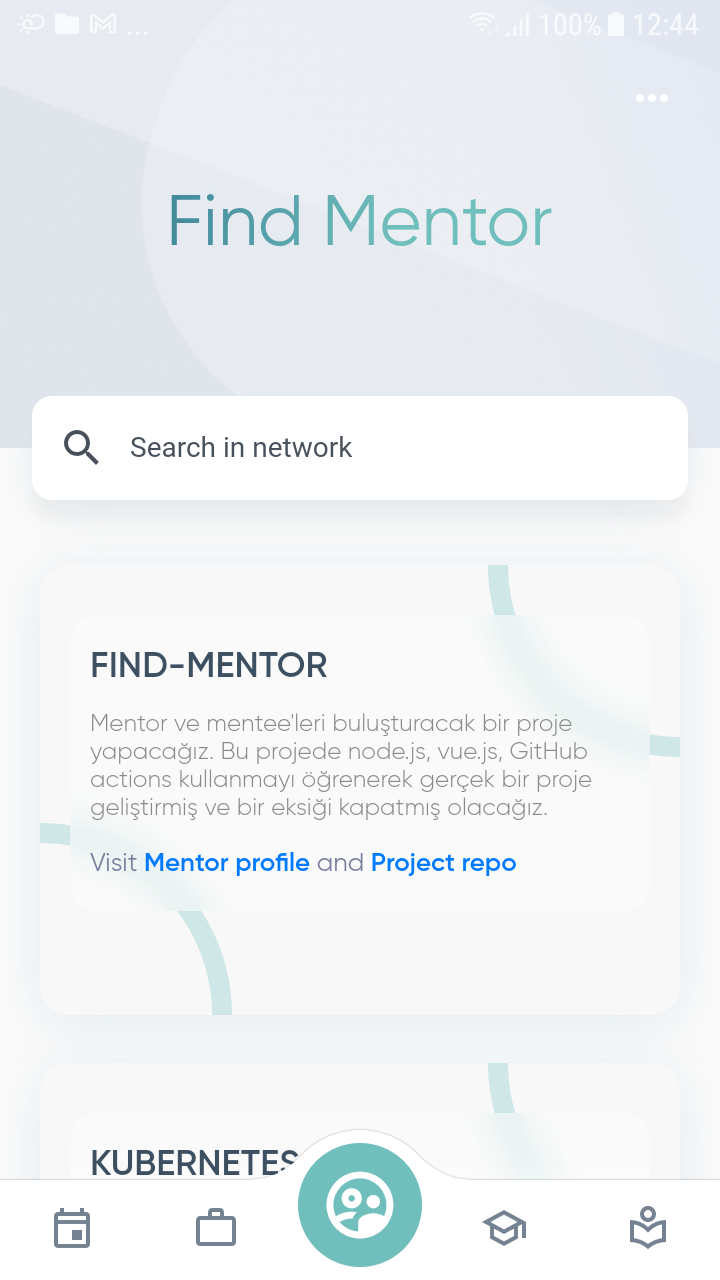 ... 100% 12:44
Find Mentor
Search in network
FIND-MENTOR
Mentor ve mentee'leri buluşturacak bir proje
yapacağız. Bu projede node.js, vue.js, GitHub
actions kullanmayı öğrenerek gerçek bir proje
geliştirmiş ve bir eksiği kapatmış olacağız.
Visit Mentor profile and Project repo
KUBERNETES